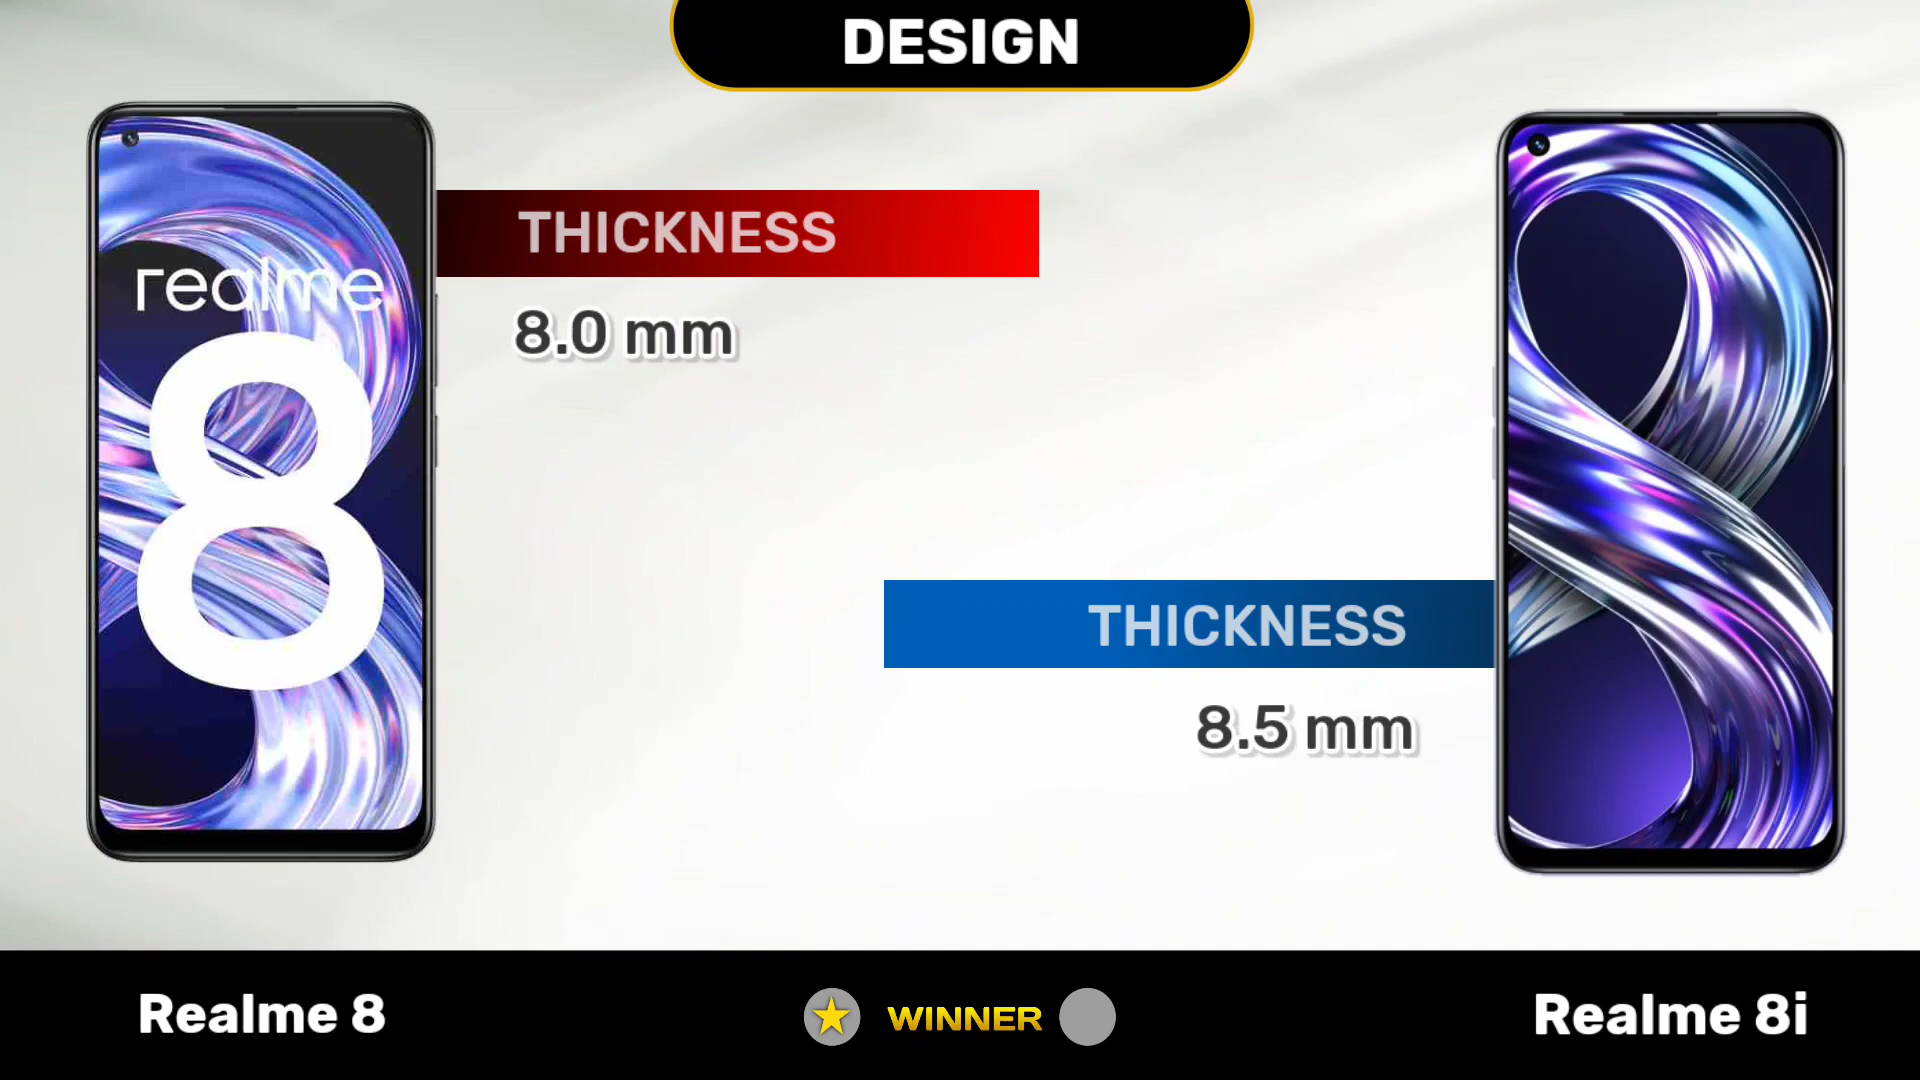 DESIGN
realme
8
THICKNESS
8.0 mm
THICKNESS
8.5 mm
Realme 8
WINNER
Realme 8i